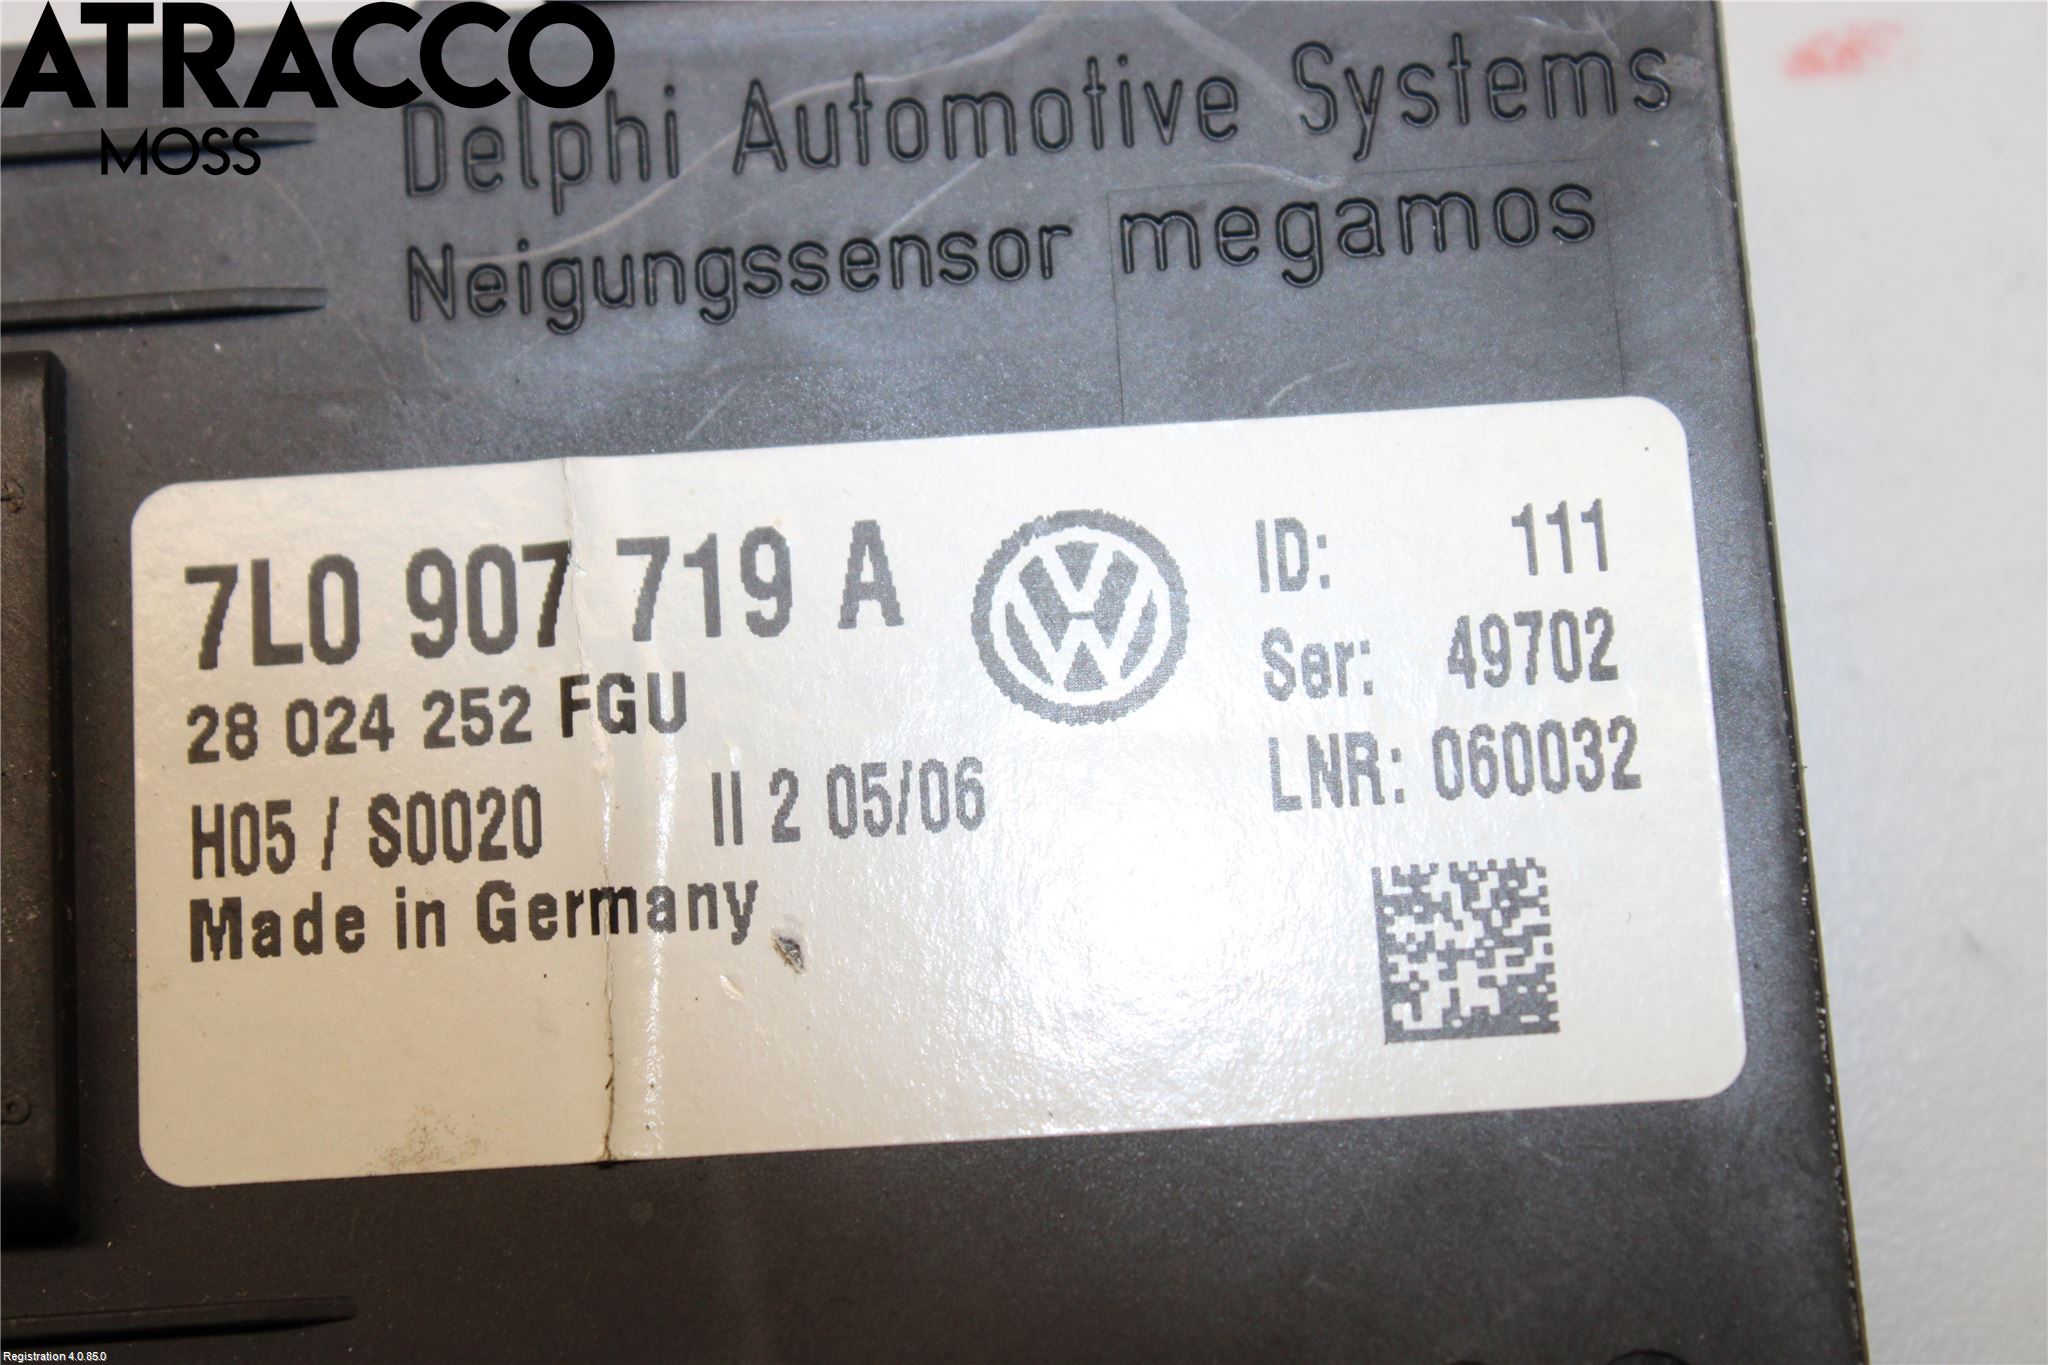 ATRACCO
MOSS
Delphi Automotive Systems
Neigungssensor megamos
7L0 907 719 A
28 024 252 FGU
H05 / S0020 II 2 05/06
Made in Germany
VW
ID: 111
Ser: 49702
LNR: 060032
Registration 4.0.85.0